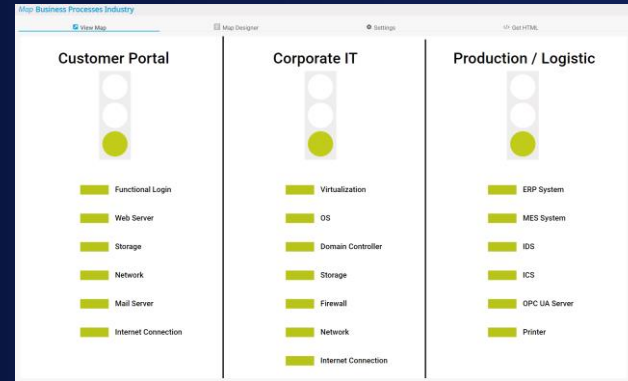 Map Business Processes Industry
View Map
Map Designer
Settings
Get HTML
Customer Portal
Functional Login
Web Server
Storage
Network
Mail Server
Internet Connection
Corporate IT
Virtualization
OS
Domain Controller
Storage
Firewall
Network
Internet Connection
Production / Logistic
ERP System
MES System
IDS
ICS
OPC UA Server
Printer